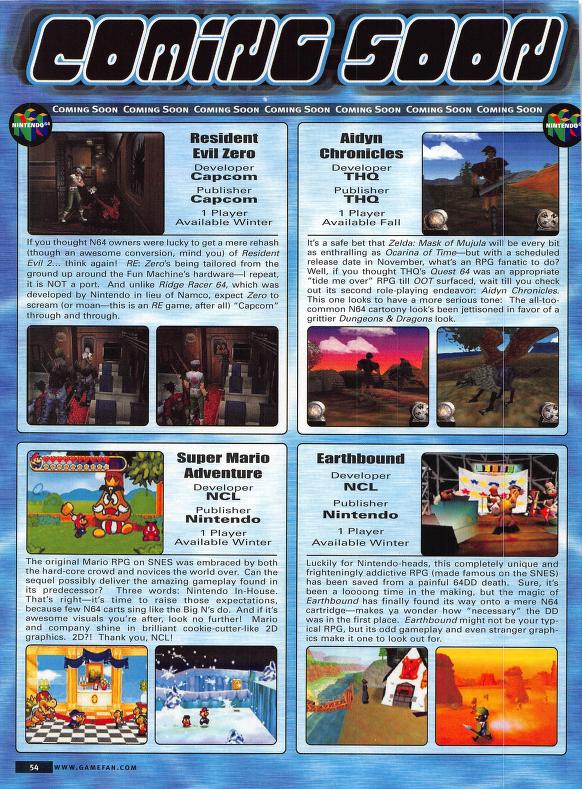 COMING SOON
COMING SOON COMING SOON COMING SOON COMING SOON COMING SOON COMING SOON COMING SOON
NINTENDO64
NINTENDO6
Resident
Evil Zero
Developer
Capcom
Publisher
Capcom
1 Player
Available Winter
If you thought N64 owners were lucky to get a mere rehash
(though an awesome conversion, mind you) of Resident
Evil 2... think again! RE: Zero's being tailored from the
ground up around the Fun Machine's hardware—I repeat,
it is NOT a port. And unlike Ridge Racer 64, which was
developed by Nintendo in lieu of Namco, expect Zero to
scream (or moan—this is an RE game, after all) "Capcom"
through and through.
Aidyn
Chronicles
Developer
THQ
Publisher
THQ
1 Player
Available Fall
It's a safe bet that Zelda: Mask of Mujula will be every bit
as enthralling as Ocarina of Time—but with a scheduled
release date in November, what's an RPG fanatic to do?
Well, if you thought THQ's Quest 64 was an appropriate
"tide me over" RPG till OOT surfaced, wait till you check
out its second role-playing endeavor: Aidyn Chronicles.
This one looks to have a more serious tone: The all-too-
common N64 cartoony look's been jettisoned in favor of a
grittier Dungeons & Dragons look.
Super Mario
Adventure
Developer
NCL
Publisher
Nintendo
1 Player
Available Winter
The original Mario RPG on SNES was embraced by both
the hard-core crowd and novices the world over. Can the
sequel possibly deliver the amazing gameplay found in
its predecessor? Three words: Nintendo In-House.
That's right—it's time to raise those expectations,
because few N64 carts sing like the Big N's do. And if it's
awesome visuals you're after, look no further! Mario
and company shine in brilliant cookie-cutter-like 2D
graphics. 2D?! Thank you, NCL!
Earthbound
Developer
NCL
Publisher
Nintendo
1 Player
Available Winter
Luckily for Nintendo-heads, this completely unique and
frighteningly addictive RPG (made famous on the SNES)
has been saved from a painful 64DD death. Sure, it's
been a loooong time in the making, but the magic of
Earthbound has finally found its way onto a mere N64
cartridge—makes ya wonder how "necessary" the DD
was in the first place. Earthbound might not be your typ-
ical RPG, but its odd gameplay and even stranger graph-
ics make it one to look out for.
54 WWW.GAMEFAN.COM